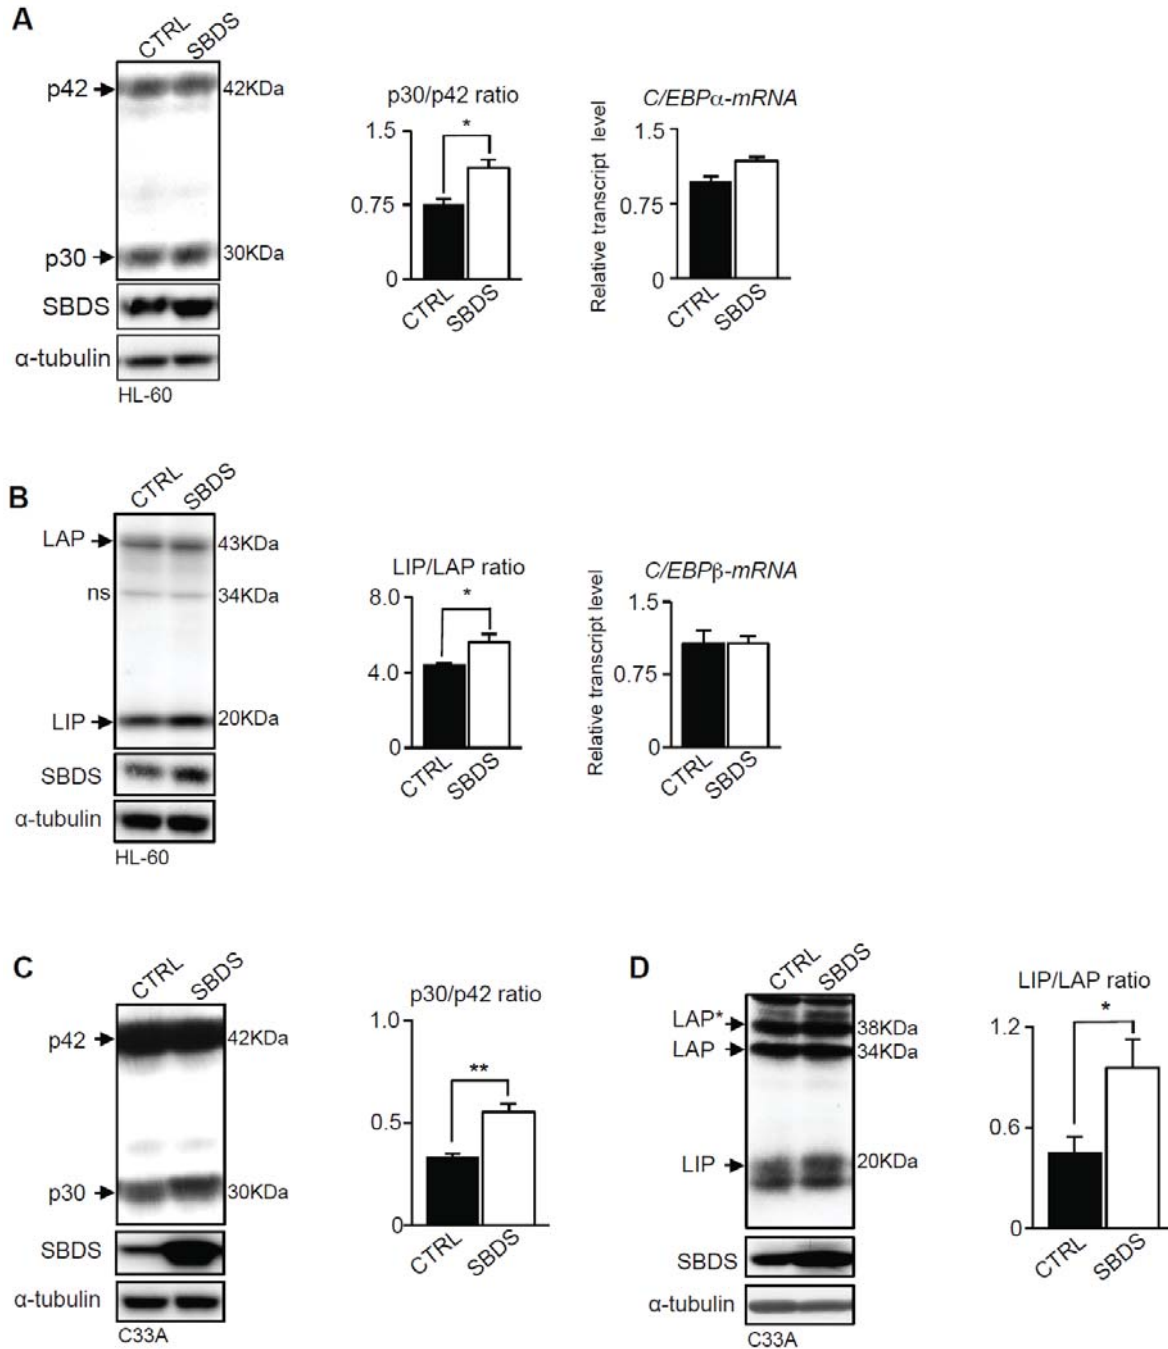 A
CTRL SBDS
p42 42KDa
p30 30KDa
SBDS
α-tubulin
HL-60
p30/p42 ratio
*
1.5
0.75
0
CTRL SBDS
C/EBPα-mRNA
Relative transcript level
1.5
0.75
0
CTRL SBDS
B
CTRL SBDS
LAP 43KDa
ns 34KDa
LIP 20KDa
SBDS
α-tubulin
HL-60
LIP/LAP ratio
*
8.0
4.0
0
CTRL SBDS
C/EBPβ-mRNA
Relative transcript level
1.5
0.75
0
CTRL SBDS
C
CTRL SBDS
p42 42KDa
p30 30KDa
SBDS
α-tubulin
C33A
p30/p42 ratio
**
1.0
0.5
0
CTRL SBDS
D
CTRL SBDS
LAP* 38KDa
LAP 34KDa
LIP 20KDa
SBDS
α-tubulin
C33A
LIP/LAP ratio
*
1.2
0.6
0
CTRL SBDS